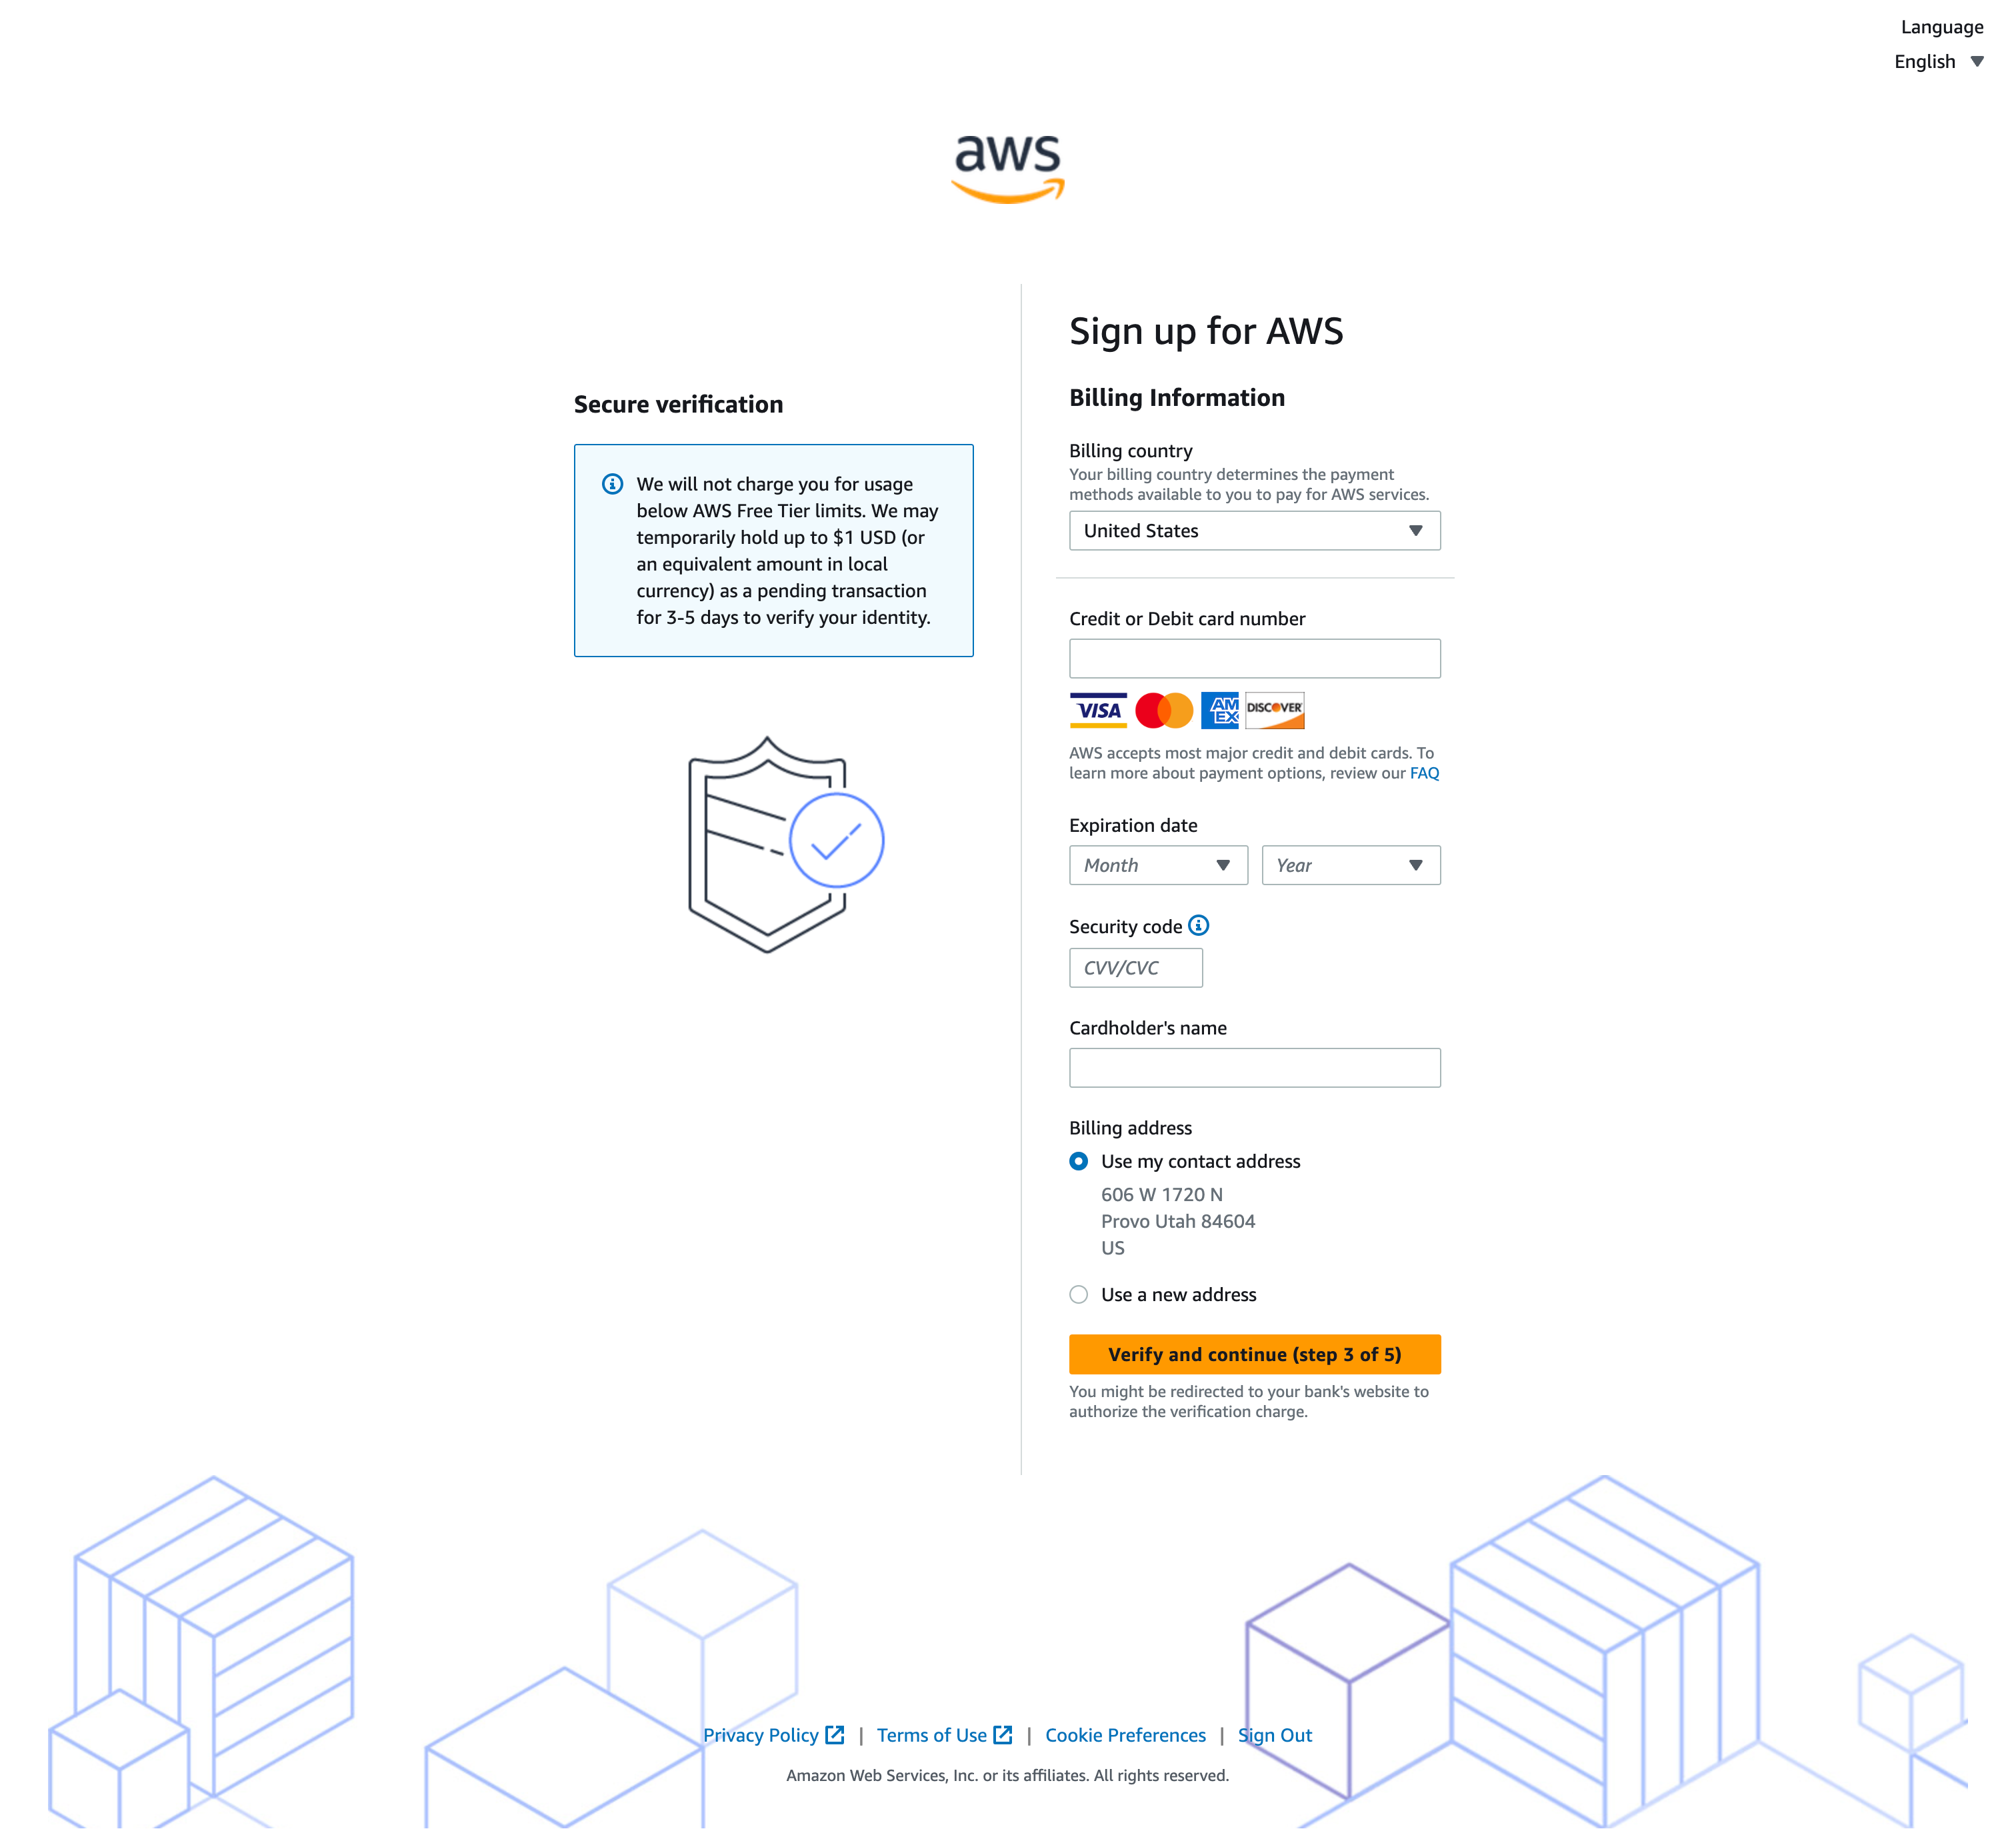 Language
English
aws
Sign up for AWS
Secure verification
We will not charge you for usage
below AWS Free Tier limits. We may
temporarily hold up to $1 USD (or
an equivalent amount in local
currency) as a pending transaction
for 3-5 days to verify your identity.
Billing Information
Billing country
Your billing country determines the payment
methods available to you to pay for AWS services.
United States
Credit or Debit card number
VISA
AM
EX
DISCOVER
AWS accepts most major credit and debit cards. To
learn more about payment options, review our FAQ
Expiration date
Month Year
Security code
CVV/CVC
Cardholder's name
Billing address
Use my contact address
606 W 1720 N
Provo Utah 84604
US
Use a new address
Verify and continue (step 3 of 5)
You might be redirected to your bank's website to
authorize the verification charge.
Privacy Policy | Terms of Use | Cookie Preferences | Sign Out
Amazon Web Services, Inc. or its affiliates. All rights reserved.